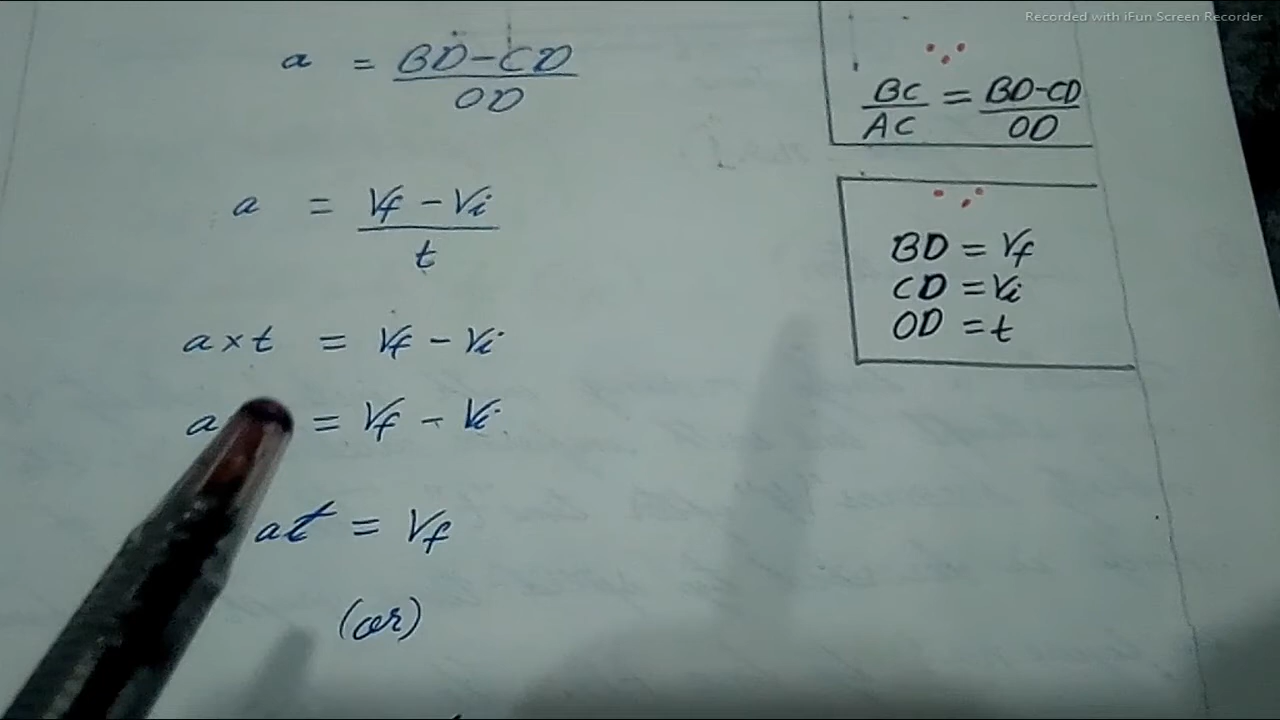 Recorded with iFun Screen Recorder
a = BD-CD / OD
a = Vf - Vi / t
a x t = Vf - Vi
a = Vf - Vi
at = Vf
(or)
∵
BC / AC = BD-CD / OD
∵
BD = Vf
CD = Vi
OD = t